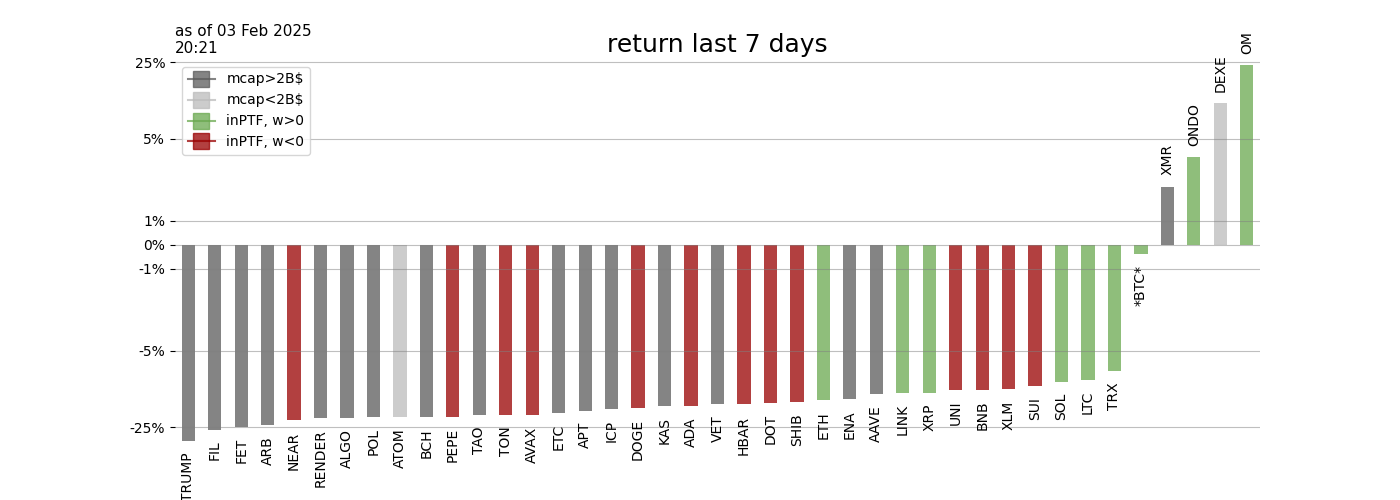 as of 03 Feb 2025
20:21
return last 7 days
25%
5%
1%
0%
-1%
-5%
-25%
mcap>2B$
mcap<2B$
inPTF, w>0
inPTF, w<0
TRUMP
FIL
FET
ARB
NEAR
RENDER
ALGO
POL
ATOM
BCH
PEPE
TAO
TON
AVAX
ETC
APT
ICP
DOGE
KAS
ADA
VET
HBAR
DOT
SHIB
ETH
ENA
AAVE
LINK
XRP
UNI
BNB
XLM
SUI
SOL
LTC
TRX
*BTC*
XMR
ONDO
DEXE
OM